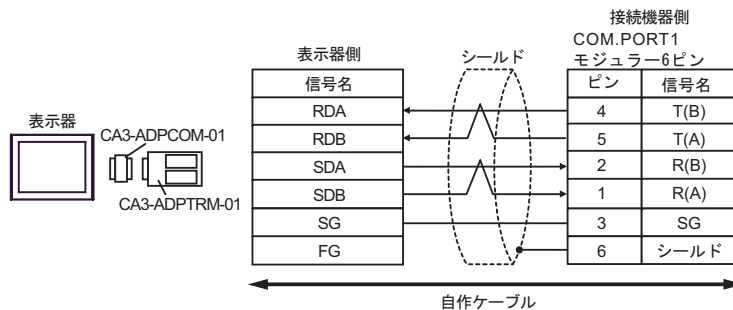 接続機器側
COM.PORT1
モジュラー6ピン
表示器側
シールド
信号名
ピン
信号名
RDA
4
T(B)
表示器
CA3-ADPCOM-01
RDB
5
T(A)
SDA
2
R(B)
CA3-ADPTRM-01
SDB
1
R(A)
SG
3
SG
FG
6
シールド
自作ケーブル